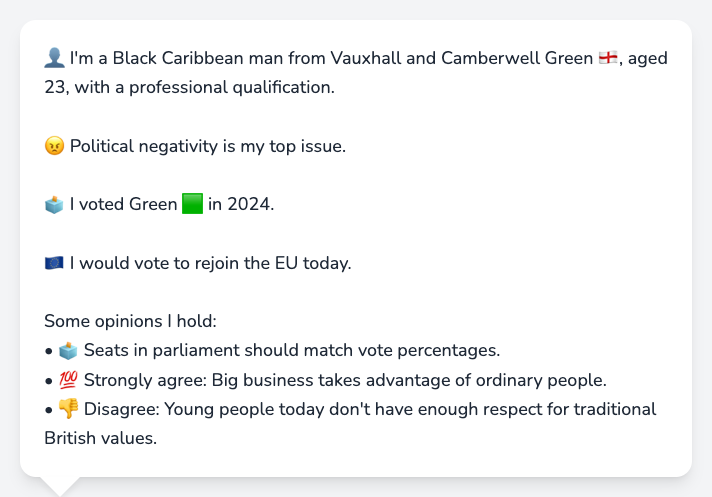 👤 I'm a Black Caribbean man from Vauxhall and Camberwell Green 🏴󠁧󠁢󠁥󠁮󠁧󠁿, aged
23, with a professional qualification.
😠 Political negativity is my top issue.
🗳️ I voted Green 🟩 in 2024.
🇪🇺 I would vote to rejoin the EU today.
Some opinions I hold:
• 🗳️ Seats in parliament should match vote percentages.
• 💯 Strongly agree: Big business takes advantage of ordinary people.
• 👎 Disagree: Young people today don't have enough respect for traditional
British values.